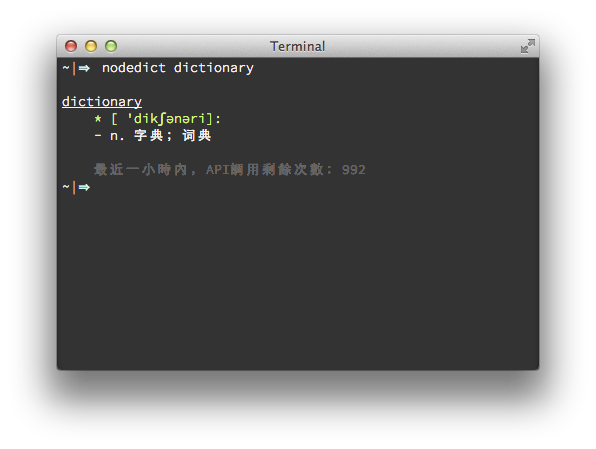 Terminal
~|⇒ nodedict dictionary
dictionary
* [ 'dikʃənəri]:
- n. 字典；词典
最近一小時內，API調用剩餘次數：992
~|⇒